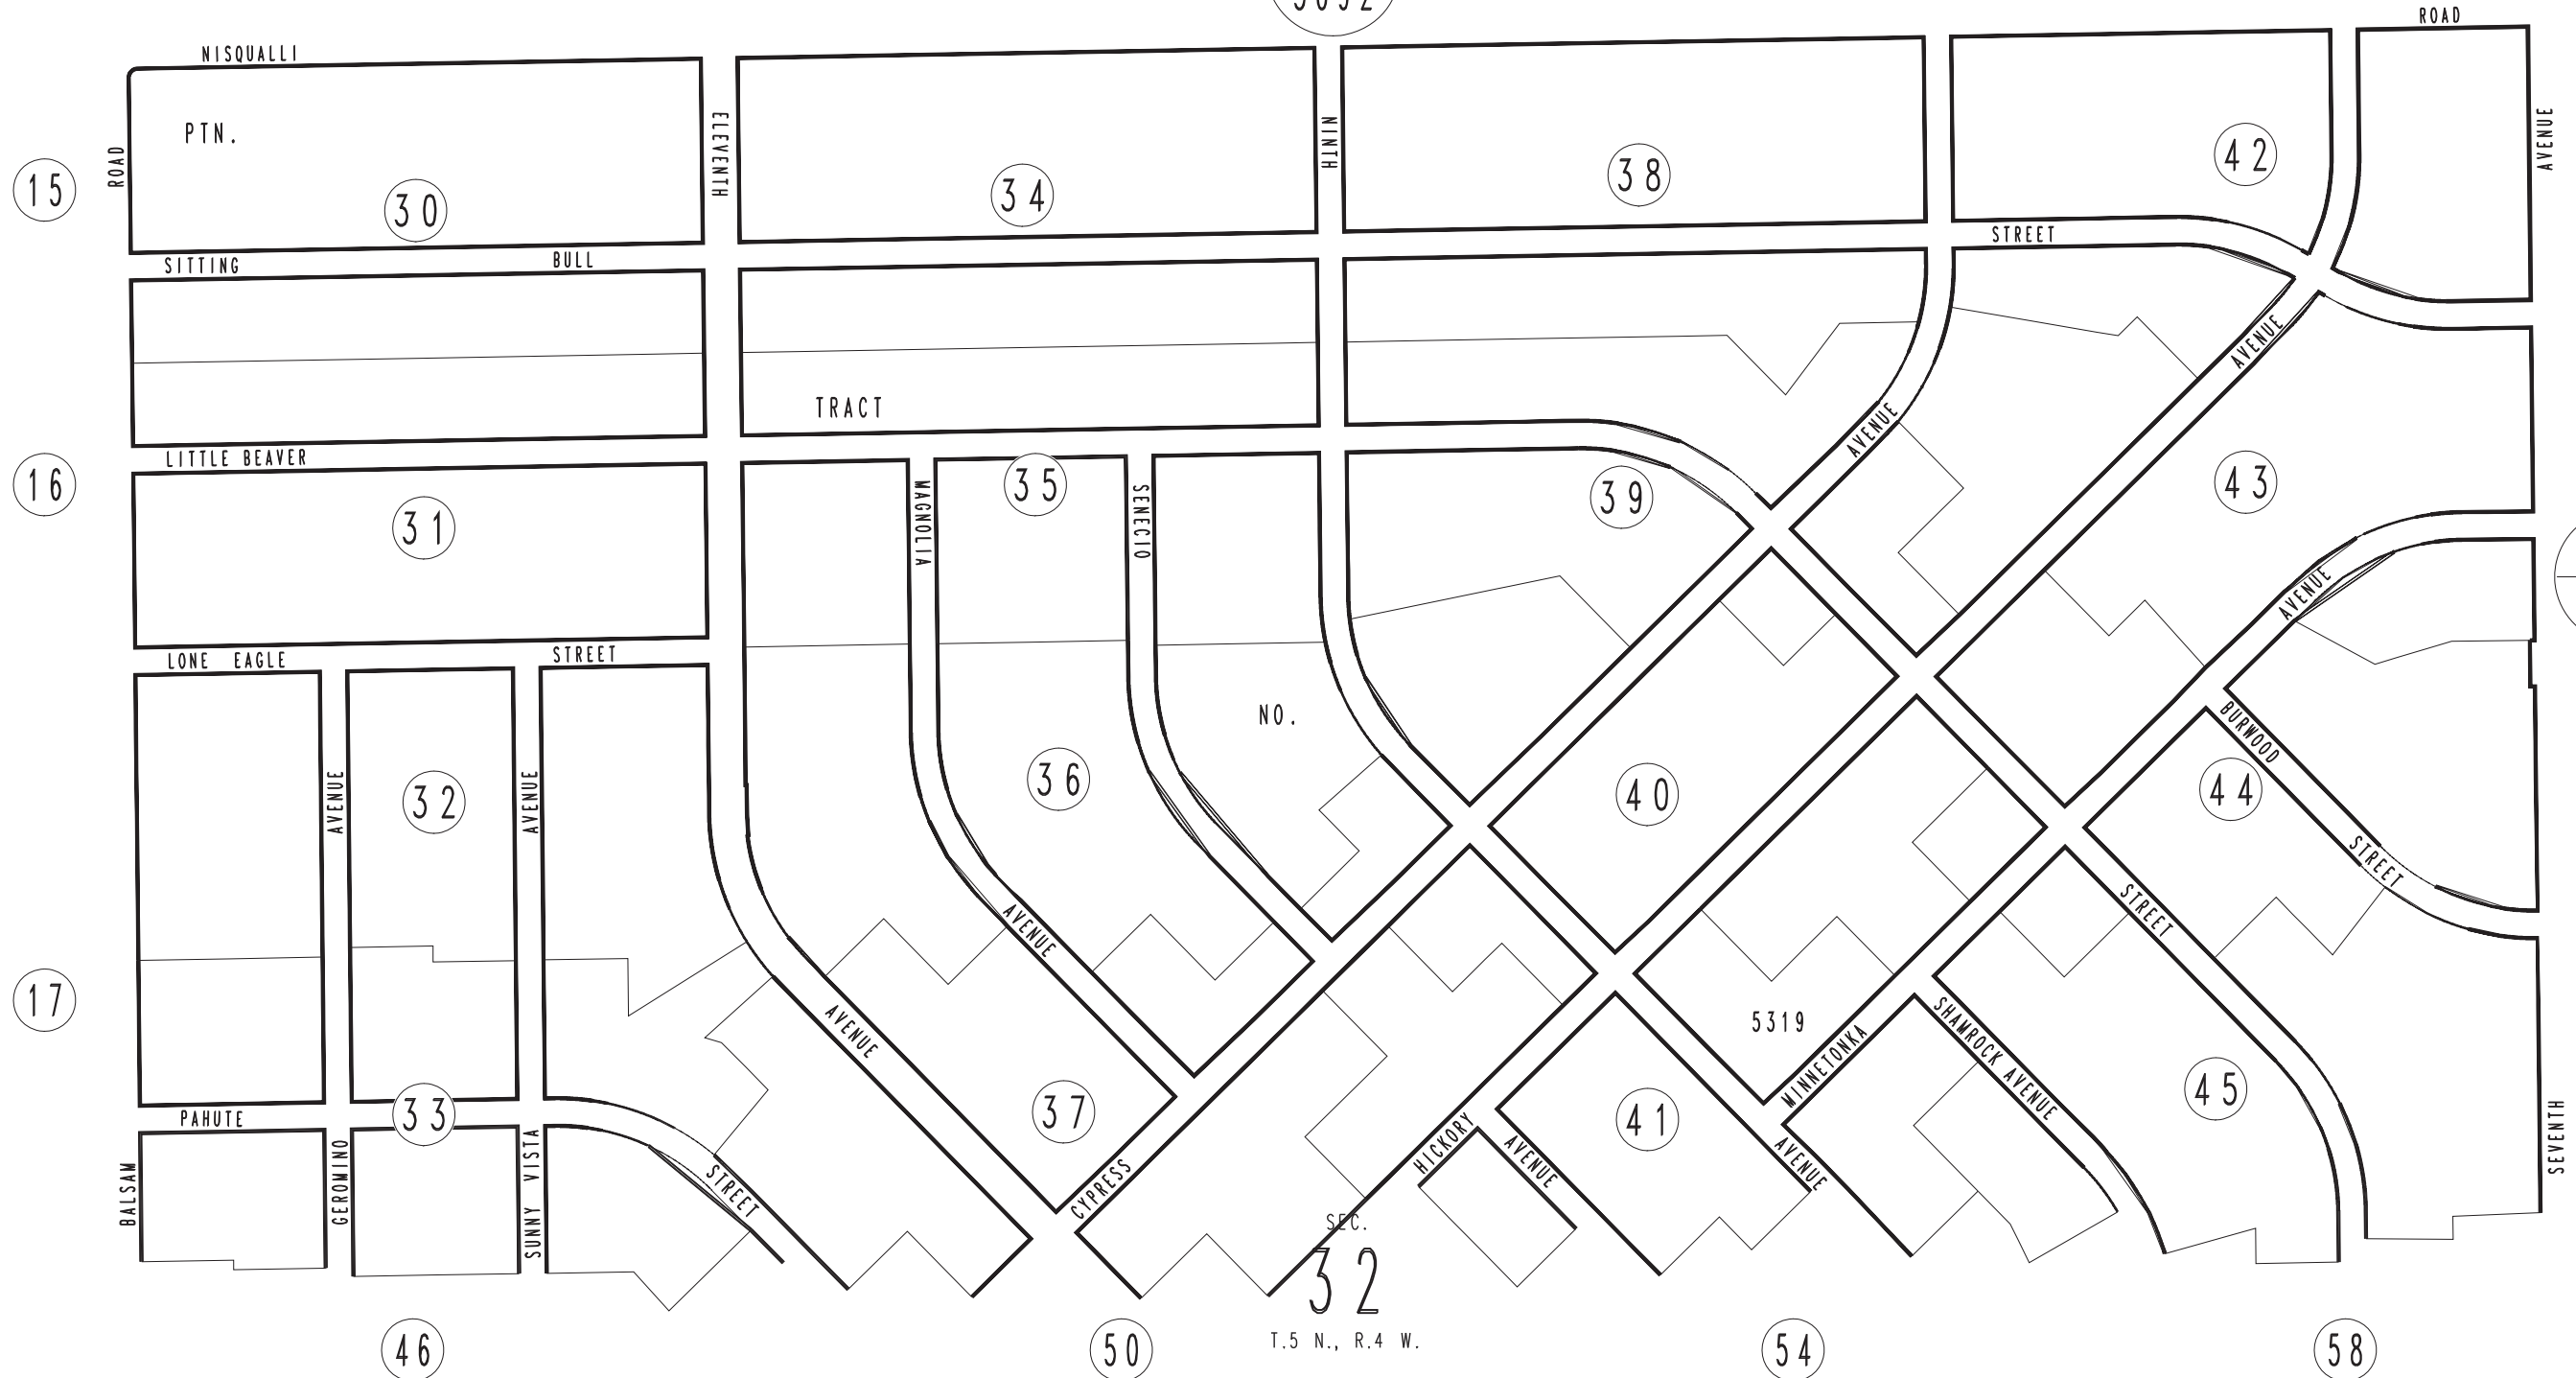 ROAD
NISQUALLI
PTN.
ROAD
ELEVENTH
NINTH
AVENUE
15
30
34
38
42
SITTING BULL STREET
AVENUE
TRACT
AVENUE
LITTLE BEAVER
16
31
MAGNOLIA
35
SENECIO
39
43
AVENUE
LONE EAGLE STREET
NO.
BURWOOD
AVENUE
32
AVENUE
36
40
44
STREET
STREET
AVENUE
17
AVENUE
5319
MINNETONKA
SHAMROCK AVENUE
PAHUTE
33
37
41
45
BALSAM
GEROMINO
SUNNY VISTA
STREET
CYPRESS
HICKORY
AVENUE
AVENUE
SEVENTH
SEC.
32
T.5 N., R.4 W.
46
50
54
58